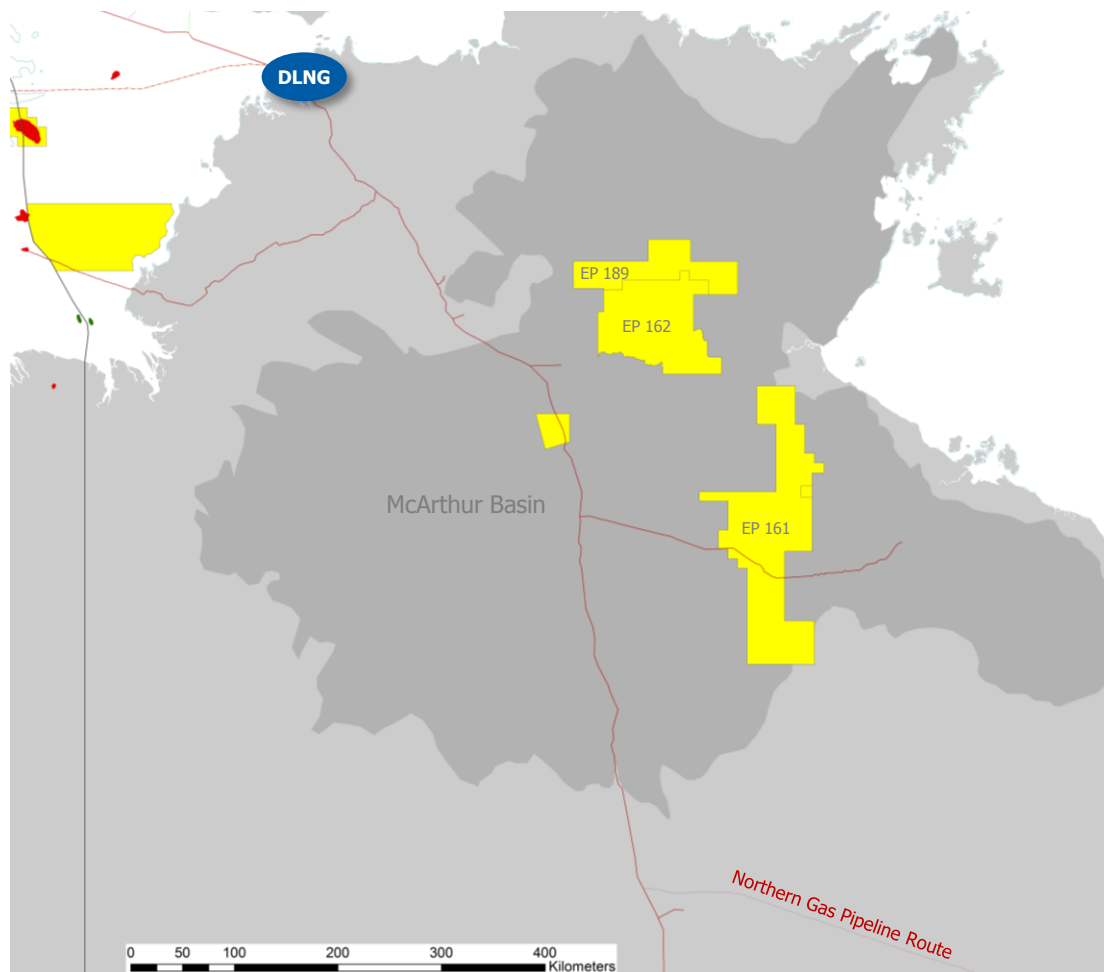 DLNG
EP 189
EP 162
McArthur Basin
EP 161
Northern Gas Pipeline Route
0 50 100 200 300 400
Kilometers